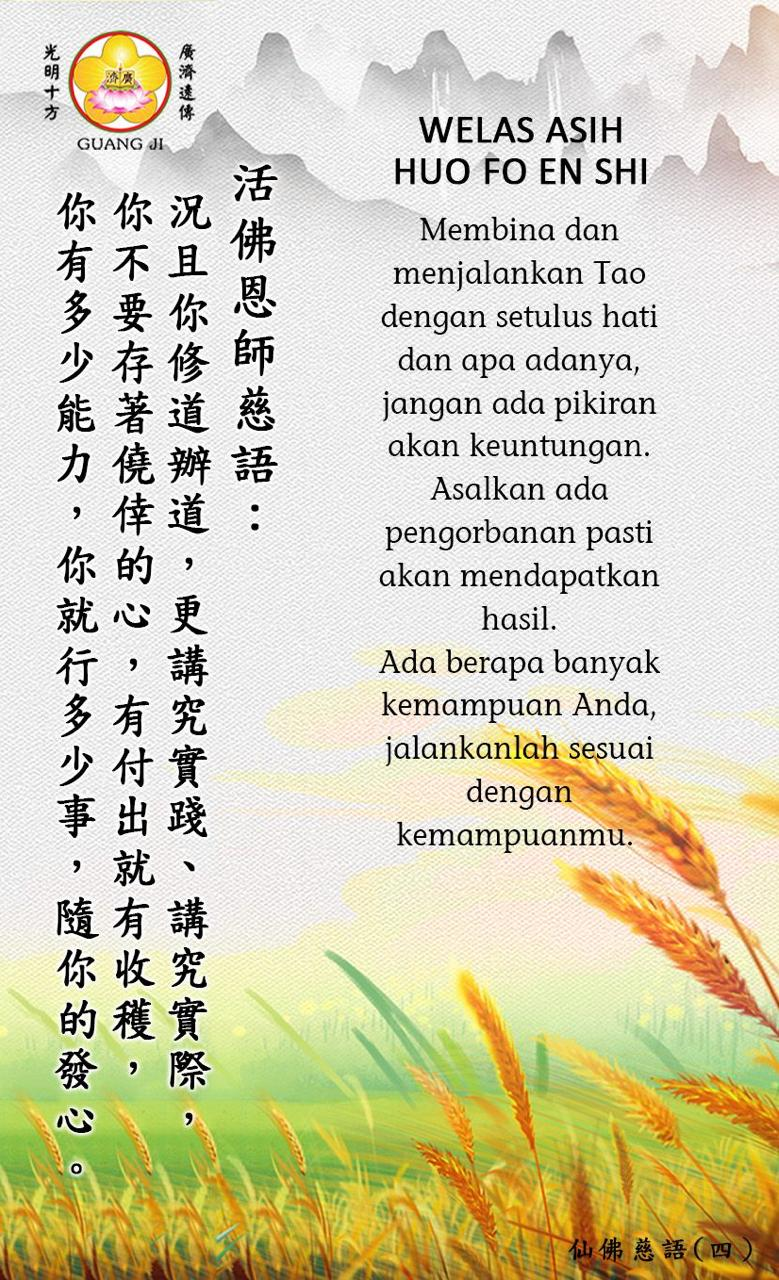 光明十方
廣濟
廣濟遠傳
GUANG JI
活佛恩師慈語：
況且你修道辦道，更講究實踐、講究實際，
你不要存著僥倖的心，有付出就有收穫，
你有多少能力，你就行多少事，隨你的發心。
WELAS ASIH
HUO FO EN SHI
Membina dan
menjalankan Tao
dengan setulus hati
dan apa adanya,
jangan ada pikiran
akan keuntungan.
Asalkan ada
pengorbanan pasti
akan mendapatkan
hasil.
Ada berapa banyak
kemampuan Anda,
jalankanlah sesuai
dengan
kemampuanmu.
仙佛慈語(四)